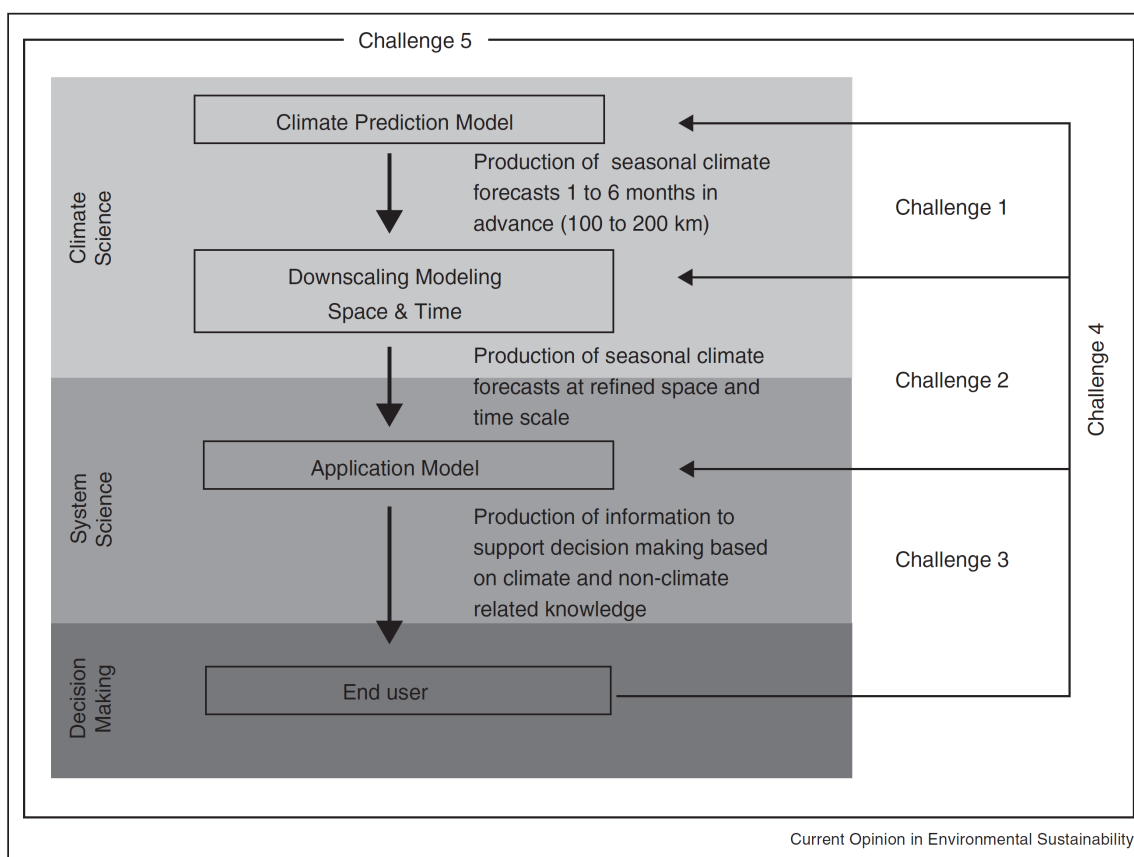 Challenge 5
Climate Prediction Model
Production of seasonal climate
forecasts 1 to 6 months in
advance (100 to 200 km)
Climate
Science
Challenge 1
Downscaling Modeling
Space & Time
Production of seasonal climate
forecasts at refined space and
time scale
Challenge 2
Challenge 4
Application Model
System
Science
Production of information to
support decision making based
on climate and non-climate
related knowledge
Challenge 3
Decision
Making
End user
Current Opinion in Environmental Sustainability